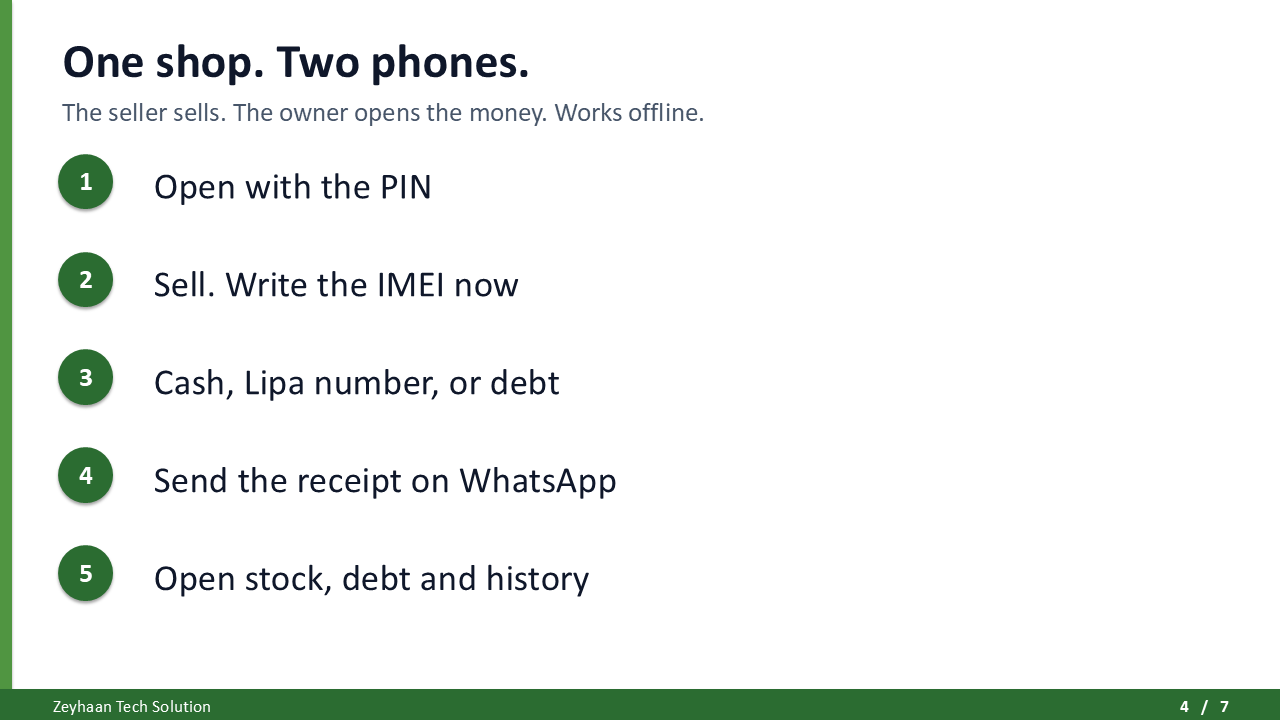 One shop. Two phones.
The seller sells. The owner opens the money. Works offline.
1 Open with the PIN
2 Sell. Write the IMEI now
3 Cash, Lipa number, or debt
4 Send the receipt on WhatsApp
5 Open stock, debt and history
Zeyhaan Tech Solution 4 / 7